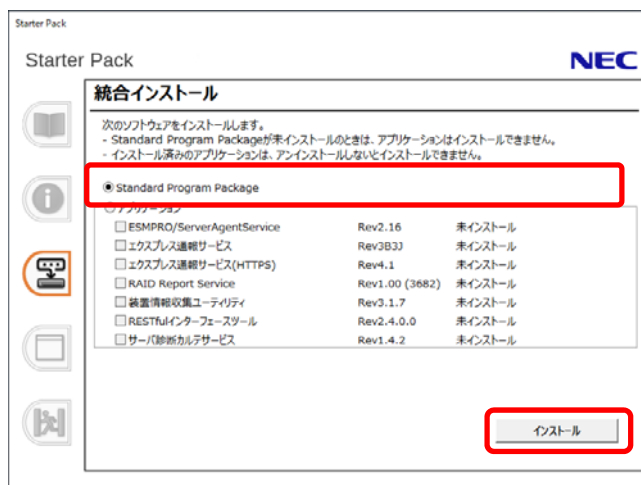 Starter Pack
Starter Pack
NEC
統合インストール
次のソフトウェアをインストールします。
- Standard Program Packageが未インストールのときは、アプリケーションはインストールできません。
- インストール済みのアプリケーションは、アンインストールしないとインストールできません。
Standard Program Package
アプリケーション
ESMPRO/ServerAgentService Rev2.16 未インストール
エクスプレス通報サービス Rev3B3J 未インストール
エクスプレス通報サービス(HTTPS) Rev4.1 未インストール
RAID Report Service Rev1.00 (3682) 未インストール
装置情報収集ユーティリティ Rev3.1.7 未インストール
RESTfulインターフェースツール Rev2.4.0.0 未インストール
サーバ診断カルテサービス Rev1.4.2 未インストール
インストール